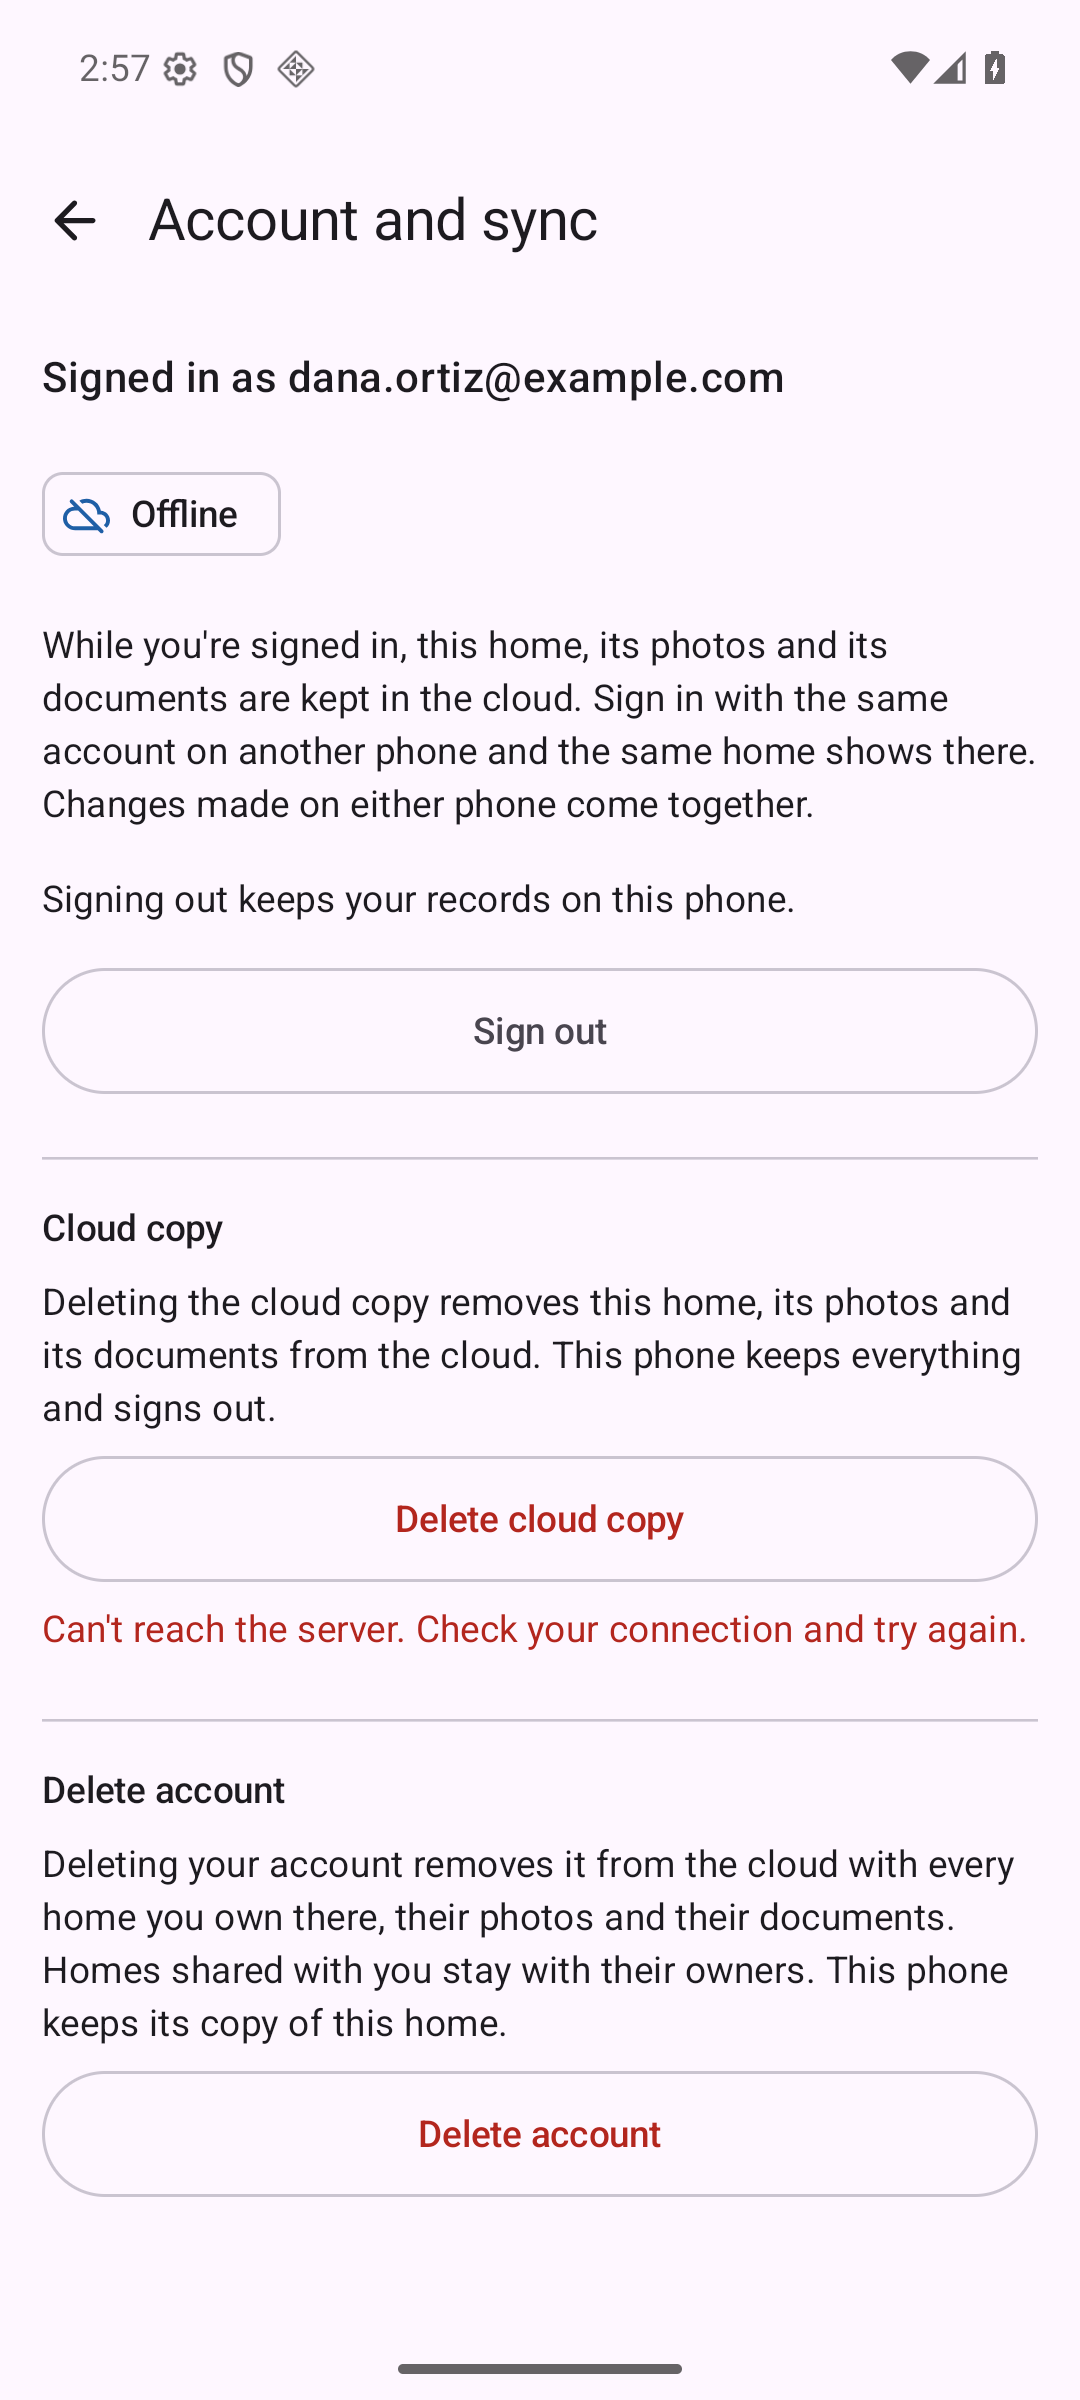 2:57
Account and sync
Signed in as dana.ortiz@example.com
Offline
While you're signed in, this home, its photos and its
documents are kept in the cloud. Sign in with the same
account on another phone and the same home shows there.
Changes made on either phone come together.
Signing out keeps your records on this phone.
Sign out
Cloud copy
Deleting the cloud copy removes this home, its photos and
its documents from the cloud. This phone keeps everything
and signs out.
Delete cloud copy
Can't reach the server. Check your connection and try again.
Delete account
Deleting your account removes it from the cloud with every
home you own there, their photos and their documents.
Homes shared with you stay with their owners. This phone
keeps its copy of this home.
Delete account